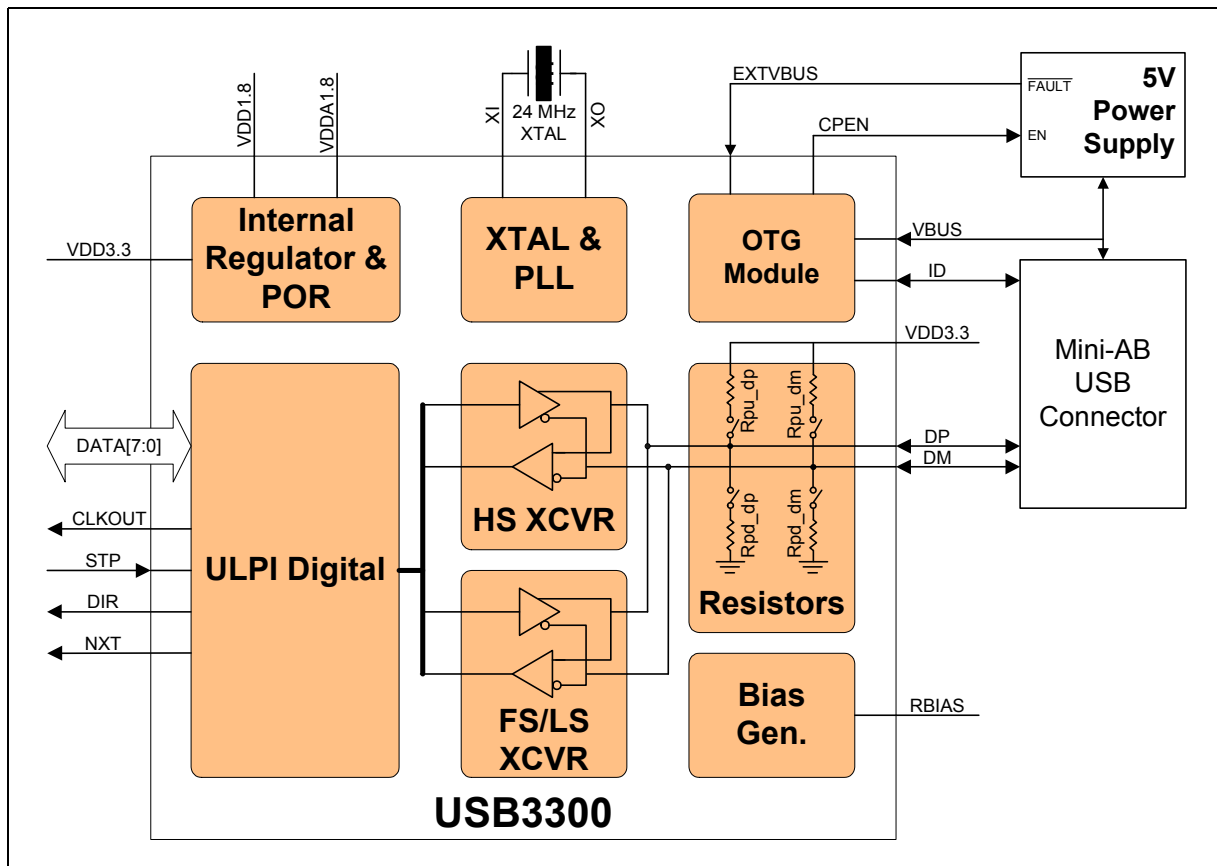 VDD1.8
VDDA1.8
XI
24 MHz
XTAL
XO
EXTVBUS
CPEN
FAULT
EN
5V
Power
Supply
VDD3.3
Internal
Regulator &
POR
XTAL &
PLL
OTG
Module
VBUS
ID
VDD3.3
Mini-AB
USB
Connector
DATA[7:0]
CLKOUT
STP
DIR
NXT
ULPI Digital
HS XCVR
FS/LS
XCVR
Rpu_dp
Rpu_dm
Rpd_dp
Rpd_dm
Resistors
DP
DM
Bias
Gen.
RBIAS
USB3300